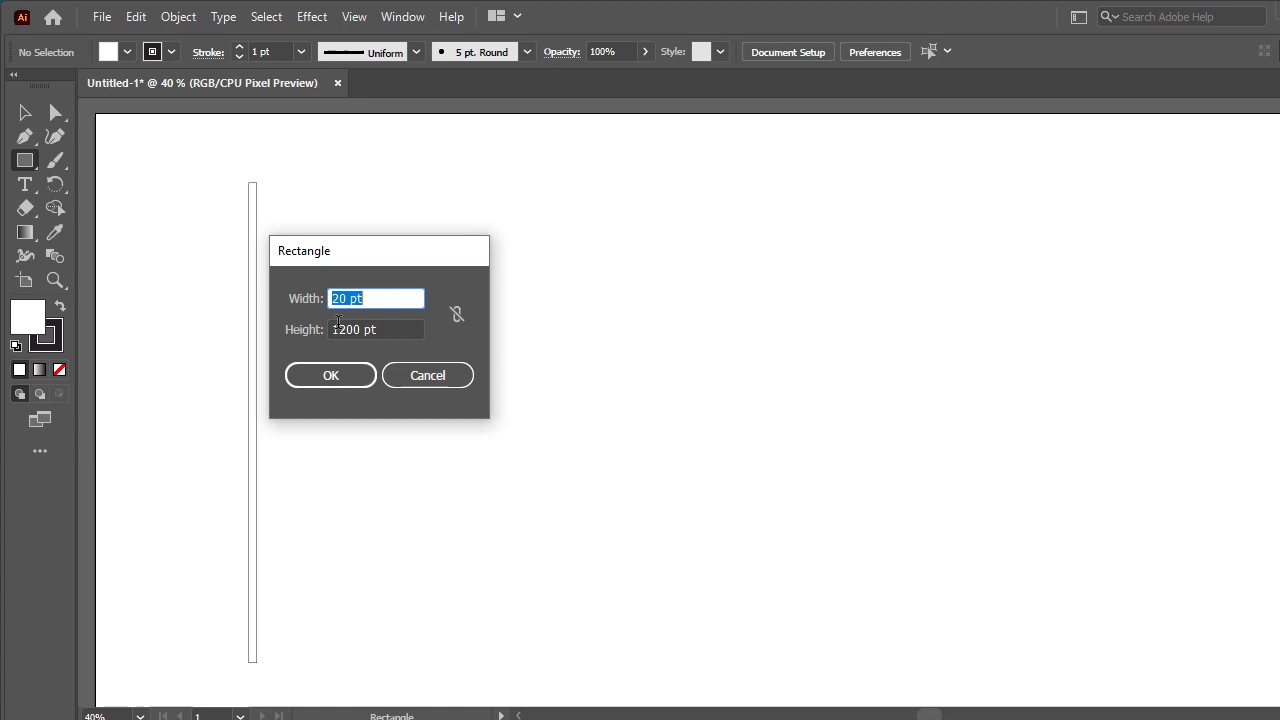 Ai File Edit Object Type Select Effect View Window Help Search Adobe Help
No Selection Stroke: 1 pt Uniform 5 pt. Round Opacity: 100% Style: Document Setup Preferences
Untitled-1* @ 40 % (RGB/CPU Pixel Preview) ×
Rectangle
Width: 20 pt
Height: 1200 pt
OK Cancel
40% 1 Rectangle